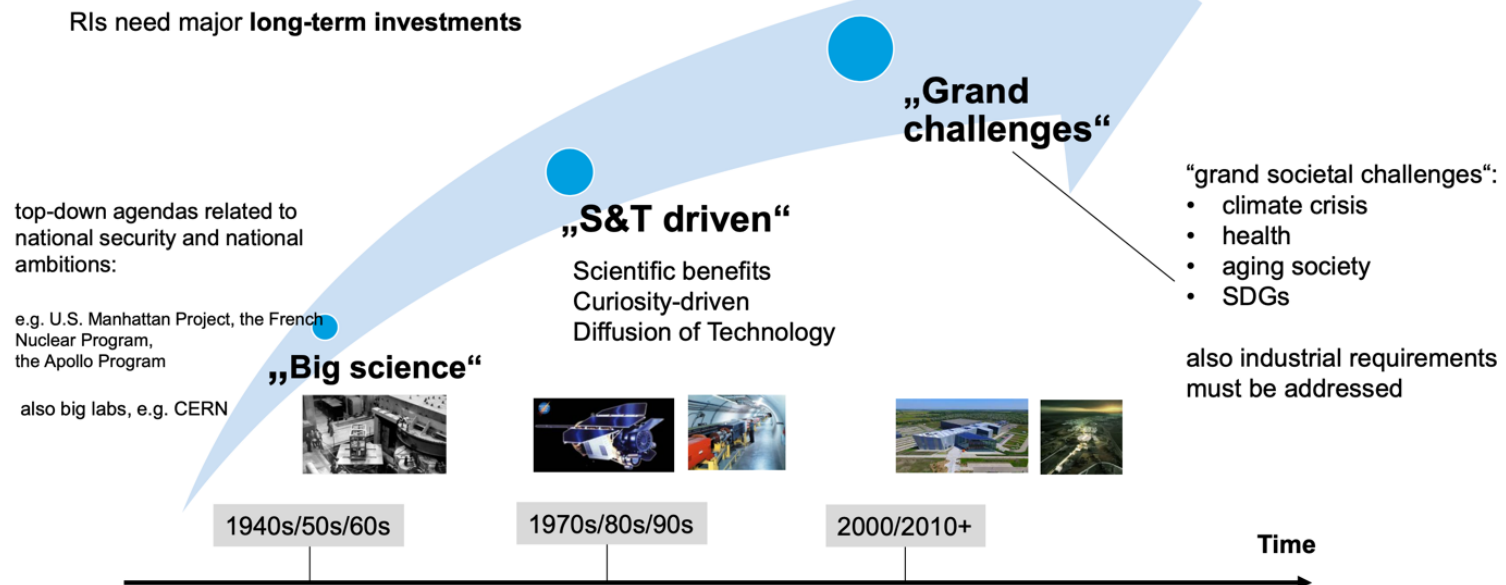 RIs need major long-term investments
„Grand
challenges“
“grand societal challenges“:
• climate crisis
• health
• aging society
• SDGs
also industrial requirements
must be addressed
„S&T driven“
Scientific benefits
Curiosity-driven
Diffusion of Technology
top-down agendas related to
national security and national
ambitions:
e.g. U.S. Manhattan Project, the French
Nuclear Program,
the Apollo Program
also big labs, e.g. CERN
„Big science“
1940s/50s/60s
1970s/80s/90s
2000/2010+
Time